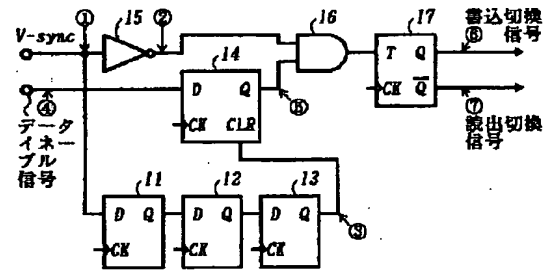 ① 15 ② 16 17 書込切換
V-sync ⑥ 信号
14 T Q
④ D Q CK Q
データー ⑤ ⑦ 読出切換
イネー CK CLR 信号
ブル
信号
11 12 13
D Q D Q D Q ③
CK CK CK